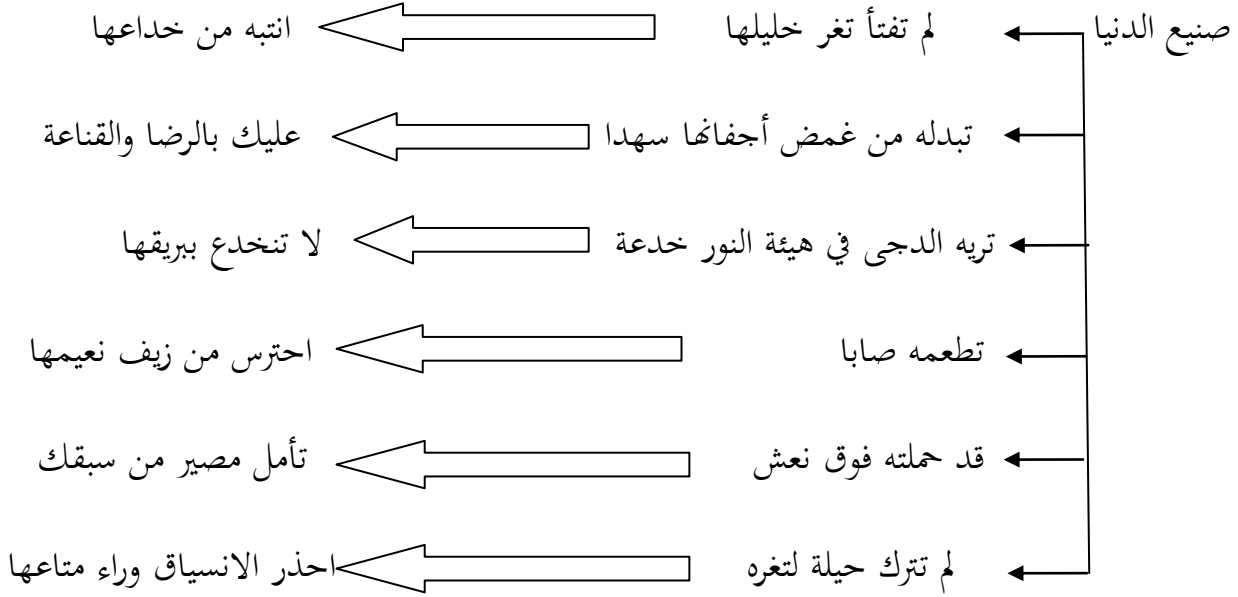 صنيع الدنيا لم تفتأ تغر خليلها انتبه من خداعها
تبدله من غمض أجفانها سهدا عليك بالرضا والقناعة
تريه الدجى في هيئة النور خدعة لا تنخدع ببريقها
تطعمه صابا احترس من زيف نعيمها
قد حملته فوق نعش تأمل مصير من سبقك
لم تترك حيلة لتغره احذر الانسياق وراء متاعها